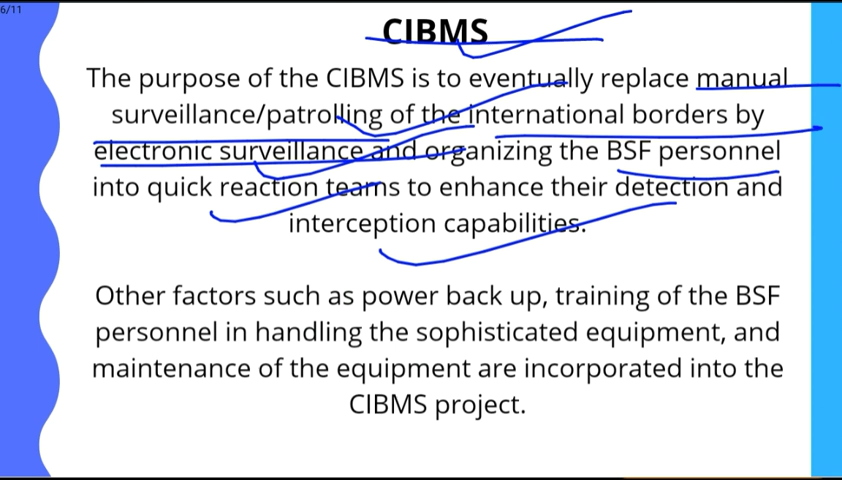 6/11
CIBMS
The purpose of the CIBMS is to eventually replace manual
surveillance/patrolling of the international borders by
electronic surveillance and organizing the BSF personnel
into quick reaction teams to enhance their detection and
interception capabilities.
Other factors such as power back up, training of the BSF
personnel in handling the sophisticated equipment, and
maintenance of the equipment are incorporated into the
CIBMS project.